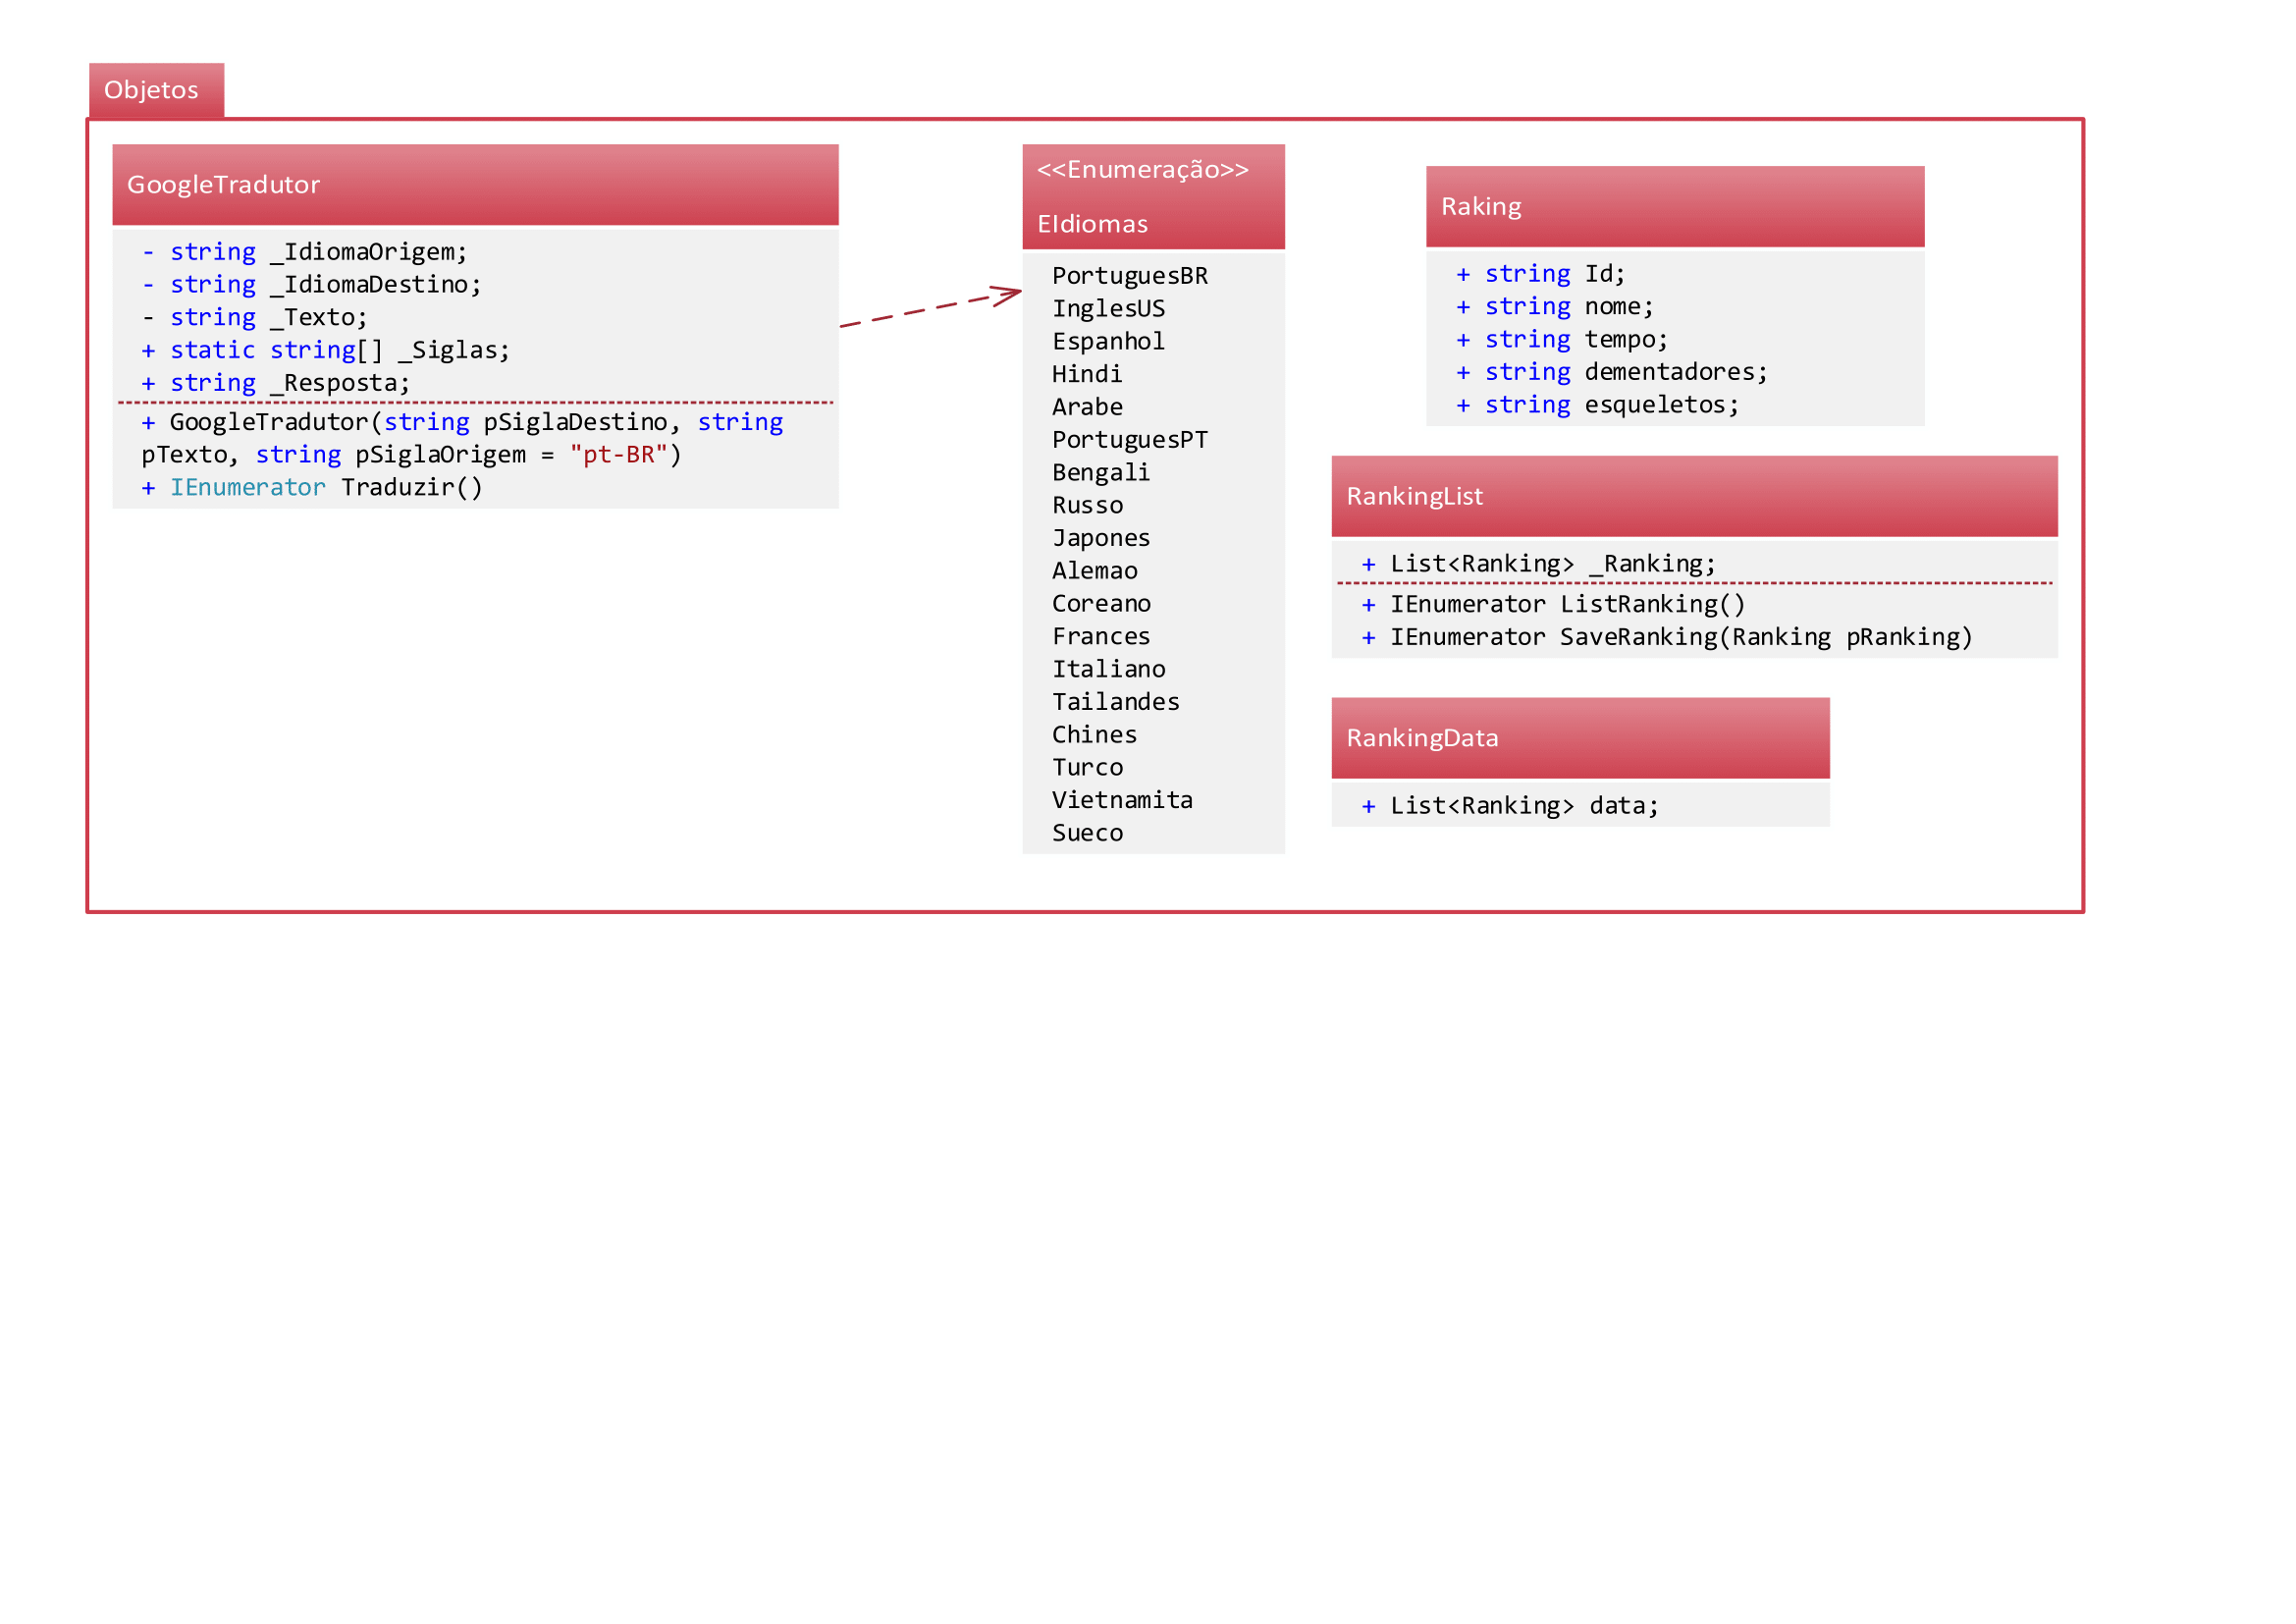 Objetos
GoogleTradutor
- string _IdiomaOrigem;
- string _IdiomaDestino;
- string _Texto;
+ static string[] _Siglas;
+ string _Resposta;
+ GoogleTradutor(string pSiglaDestino, string
pTexto, string pSiglaOrigem = "pt-BR")
+ IEnumerator Traduzir()
<<Enumeração>>
EIdiomas
PortuguesBR
InglesUS
Espanhol
Hindi
Arabe
PortuguesPT
Bengali
Russo
Japones
Alemao
Coreano
Frances
Italiano
Tailandes
Chines
Turco
Vietnamita
Sueco
Raking
+ string Id;
+ string nome;
+ string tempo;
+ string dementadores;
+ string esqueletos;
RankingList
+ List<Ranking> _Ranking;
+ IEnumerator ListRanking()
+ IEnumerator SaveRanking(Ranking pRanking)
RankingData
+ List<Ranking> data;